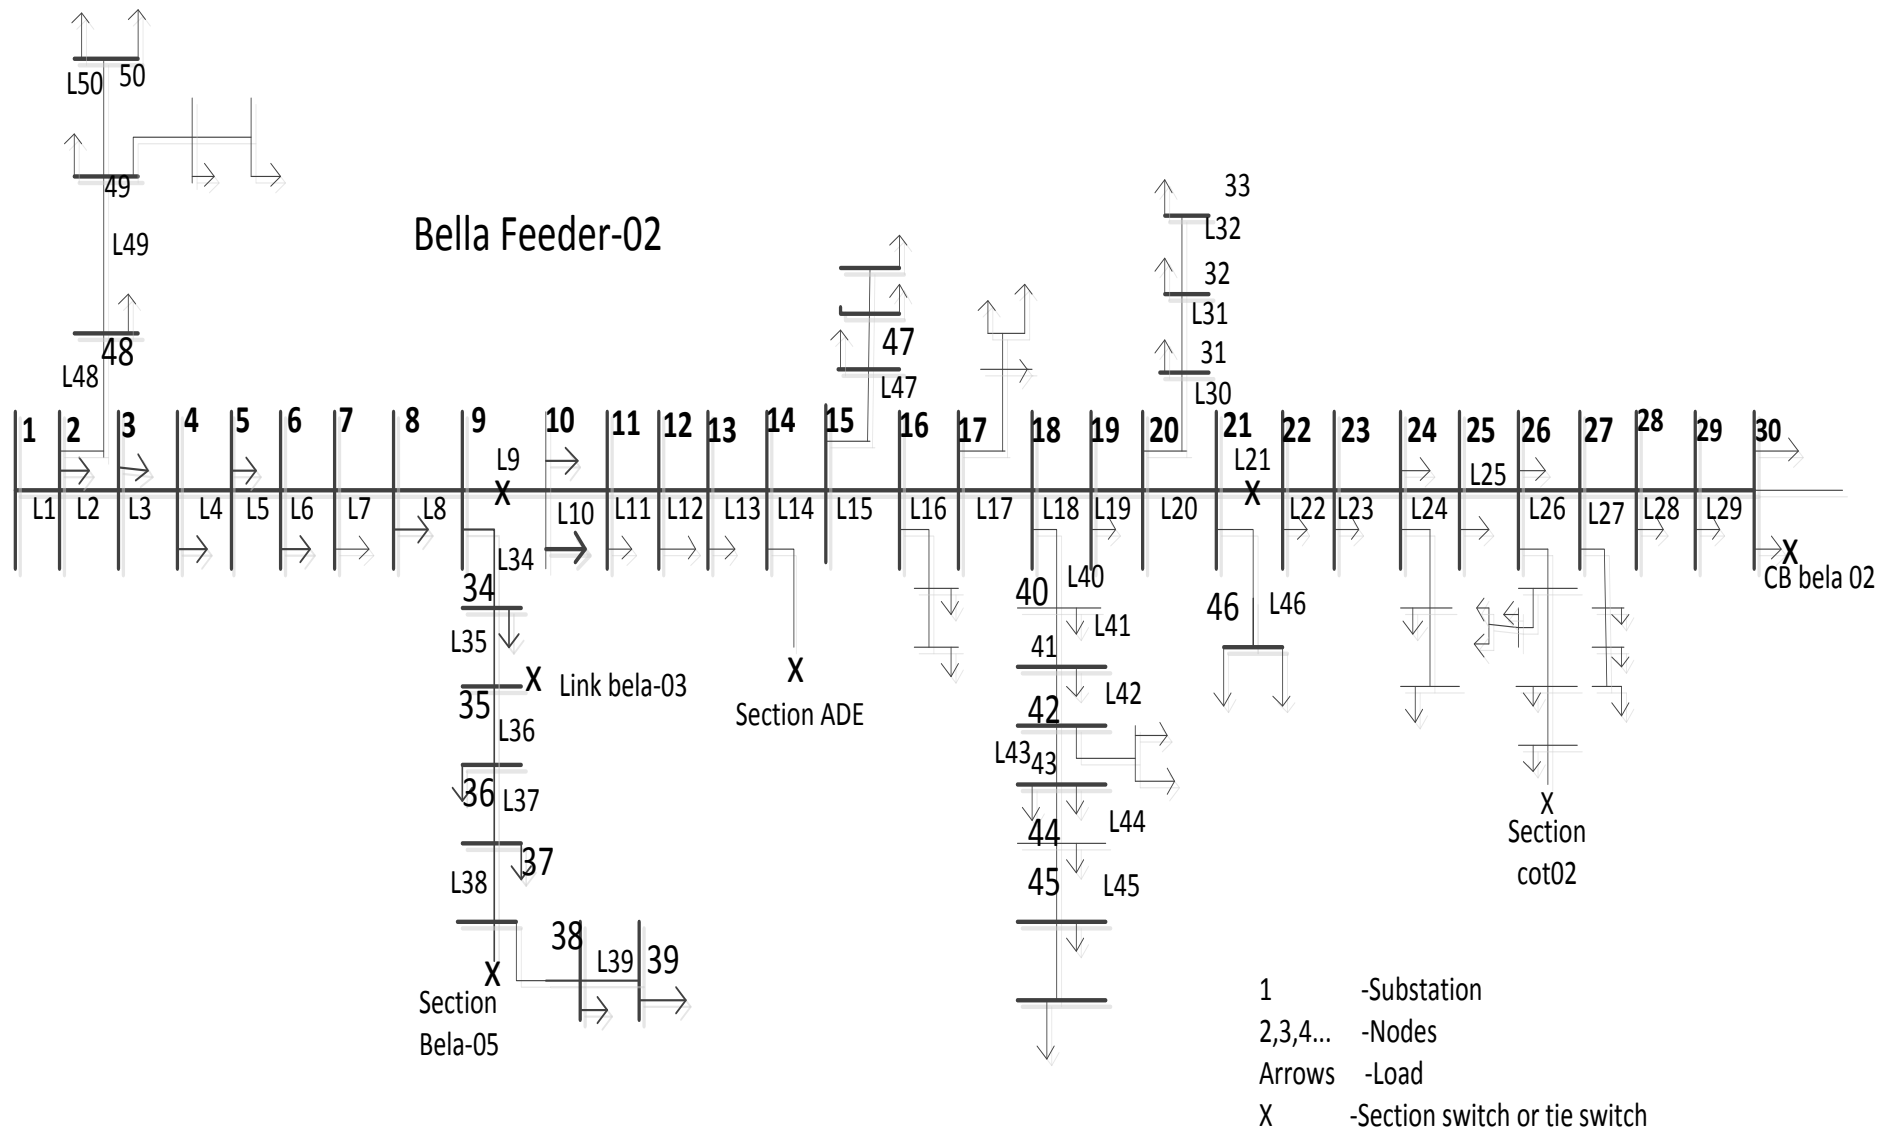 L50 50
49
L49
Bella Feeder-02
48
L48
33
L32
32
L31
31
L30
47
L47
1 2 3 4 5 6 7 8 9 10 11 12 13 14 15 16 17 18 19 20 21 22 23 24 25 26 27 28 29 30
L9 L21 L25
X X
L1 L2 L3 L4 L5 L6 L7 L8 L10 L11 L12 L13 L14 L15 L16 L17 L18 L19 L20 L22 L23 L24 L26 L27 L28 L29
X
CB bela 02
L34
34
L35
X Link bela-03
35
L36
36 L37
37
L38
38 L39 39
X
Section
Bela-05
X
Section ADE
L40
40
L41
41
L42
42
L43 43
L44
44
45 L45
46 L46
X
Section
cot02
1 -Substation
2,3,4... -Nodes
Arrows -Load
X -Section switch or tie switch